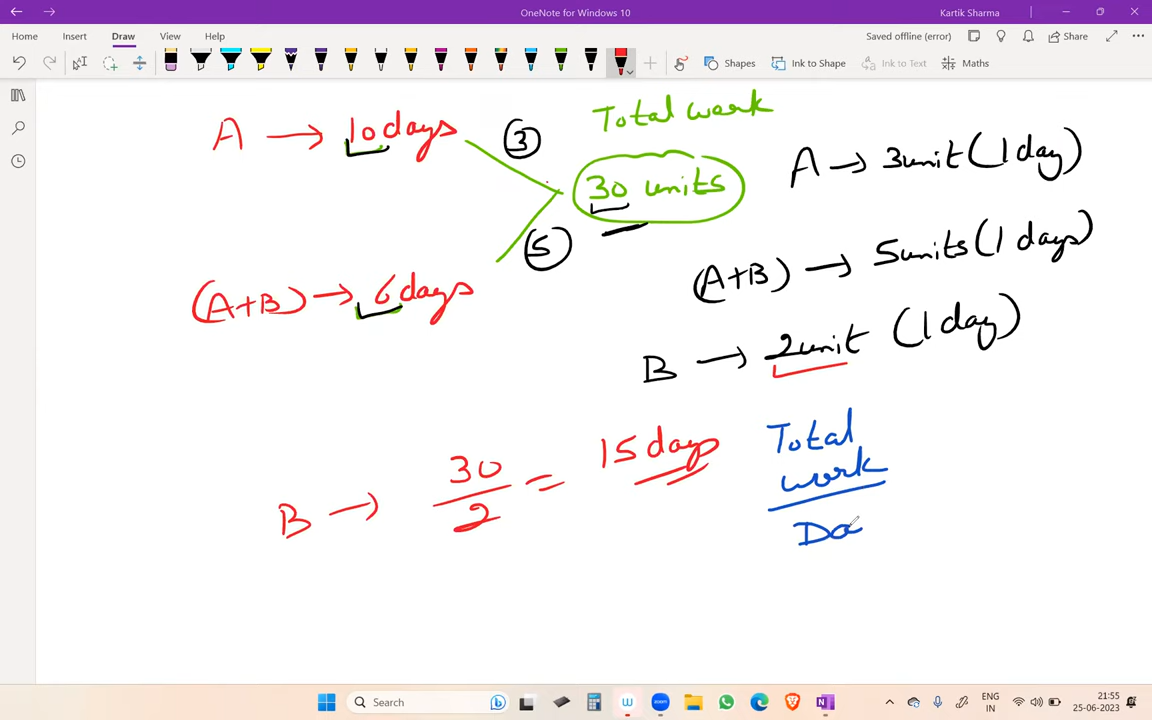 OneNote for Windows 10
Kartik Sharma
Home Insert Draw View Help
Saved offline (error)
Share
Shapes
Ink to Shape
Ink to Text
Maths
A → 10 days
3
Total work
30 units
A → 3unit (1 day)
5
(A+B) → 5units (1 days)
(A+B) → 6 days
B → 2unit (1 day)
B → 30/2 = 15 days
Total
work
Da
Search
ENG
IN
21:55
25-06-2023